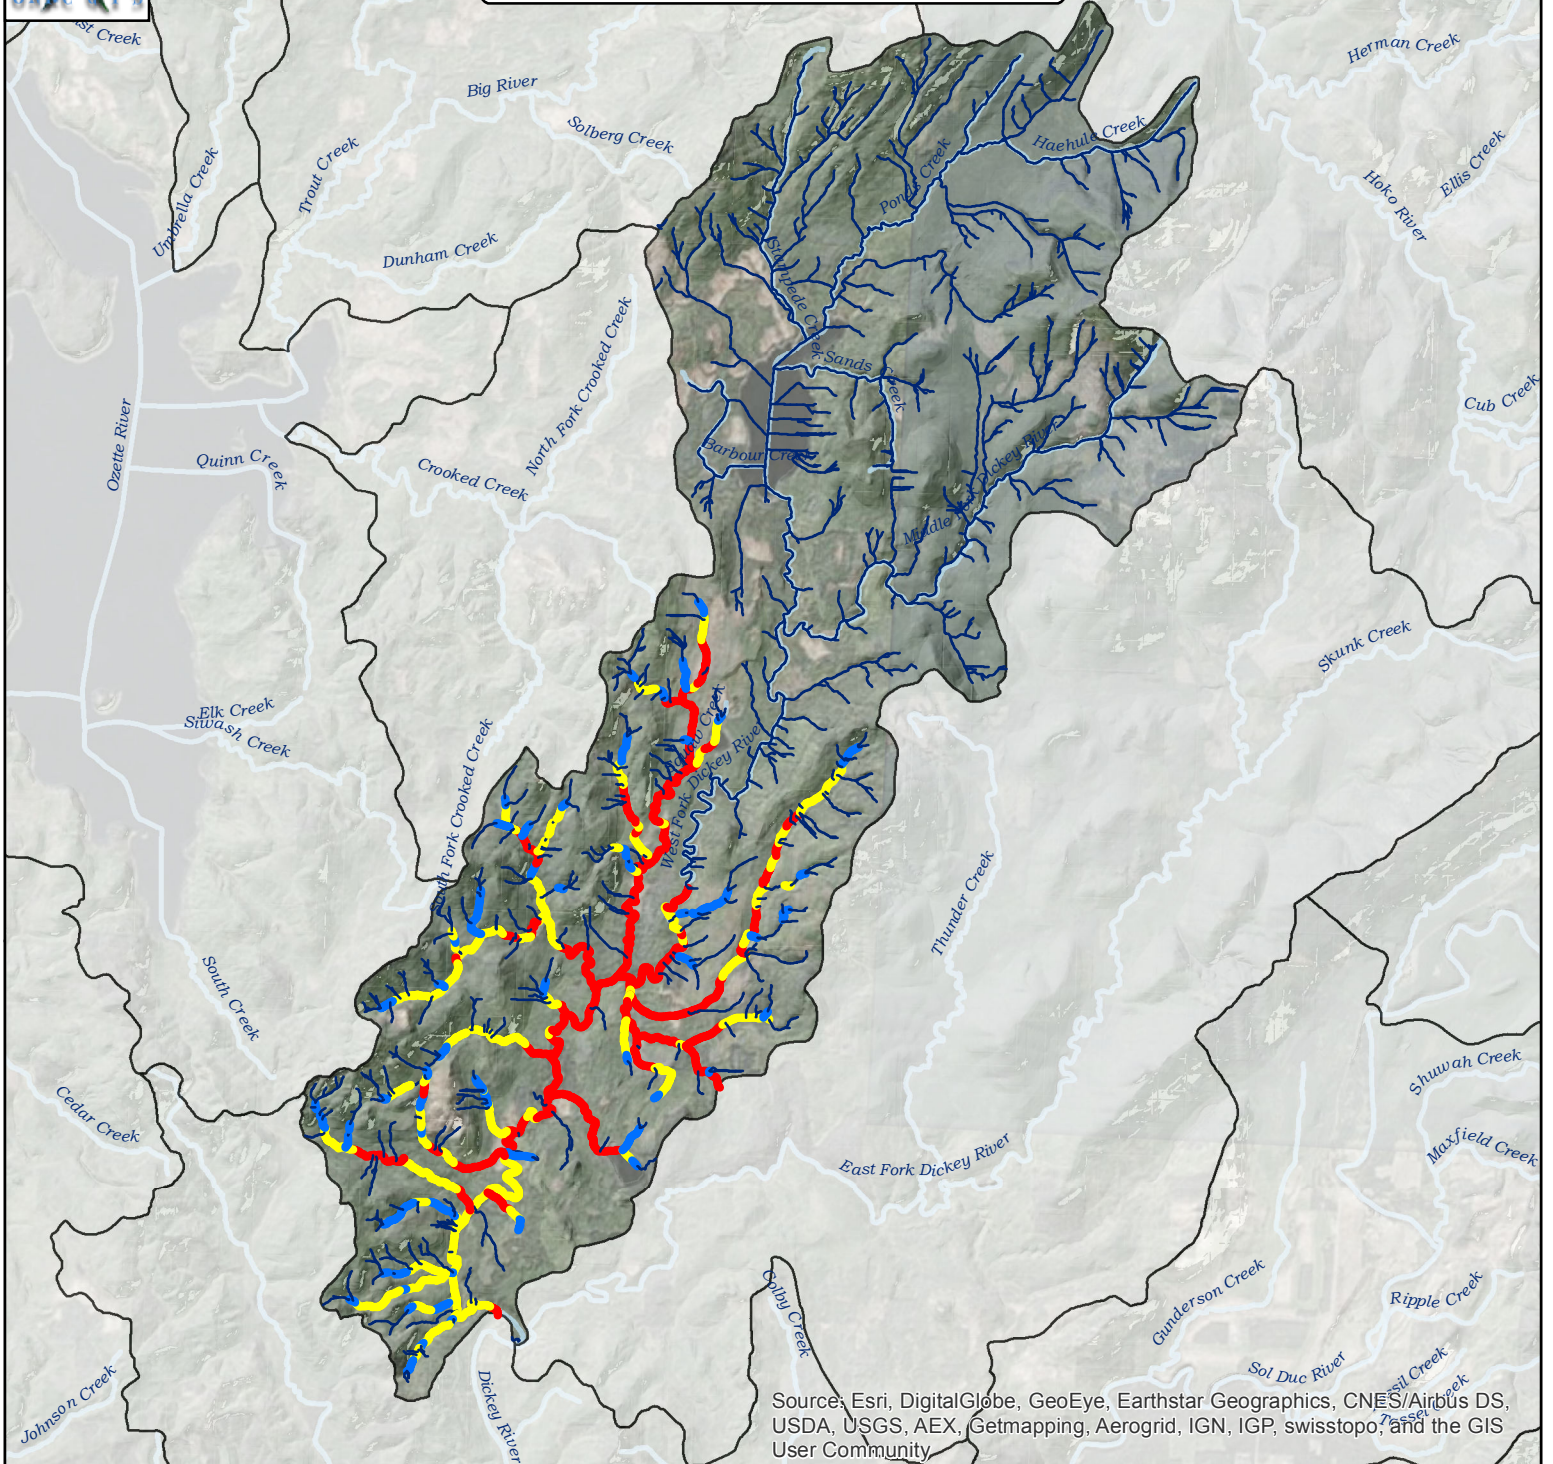 Creek
Herman Creek
Big River
Solberg Creek
Haehule Creek
Trout Creek
Umbrella Creek
Ellis Creek
Hoko River
Creek
Dunham Creek
Stampede Creek
Sands Creek
North Fork Crooked Creek
Cub Creek
Ozette River
Quinn Creek
Barbour Creek
Crooked Creek
Middle Fork Dickey River
Skunk Creek
Elk Creek
Siwash Creek
Creek
West Fork Dickey River
South Fork Crooked Creek
Thunder Creek
South Creek
Shuwah Creek
Cedar Creek
Maxfield Creek
East Fork Dickey River
Colby Creek
Gunderson Creek
Ripple Creek
Sol Duc River
Creek
Johnson Creek
Dickey River
Tassel Creek
Source: Esri, DigitalGlobe, GeoEye, Earthstar Geographics, CNES/Airbus DS,
USDA, USGS, AEX, Getmapping, Aerogrid, IGN, IGP, swisstopo, and the GIS
User Community